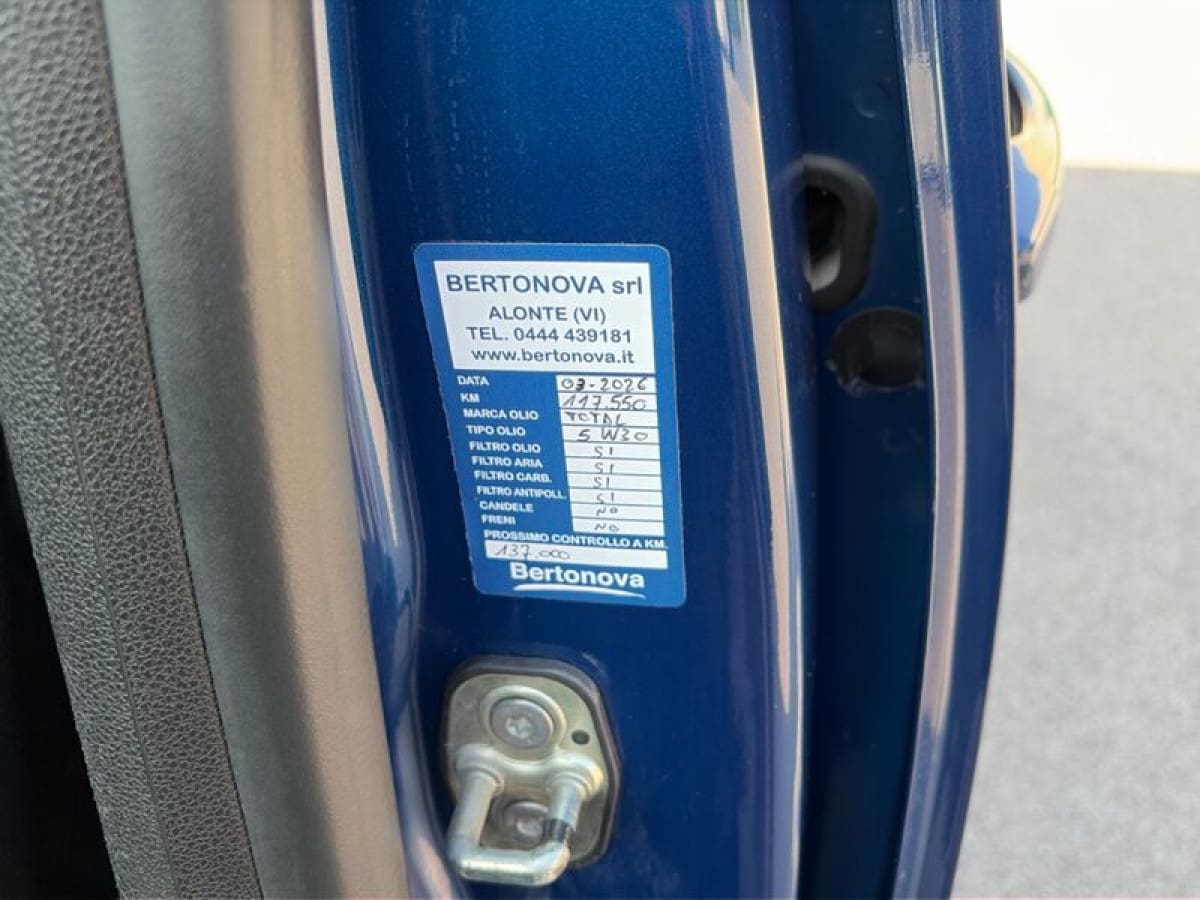 BERTONOVA srl
ALONTE (VI)
TEL. 0444 439181
www.bertonova.it
DATA 03-2026
KM 117.550
MARCA OLIO TOTAL
TIPO OLIO 5W30
FILTRO OLIO SI
FILTRO ARIA SI
FILTRO CARB. SI
FILTRO ANTIPOLL. SI
CANDELE NO
FRENI NO
PROSSIMO CONTROLLO A KM.
137.000
Bertonova